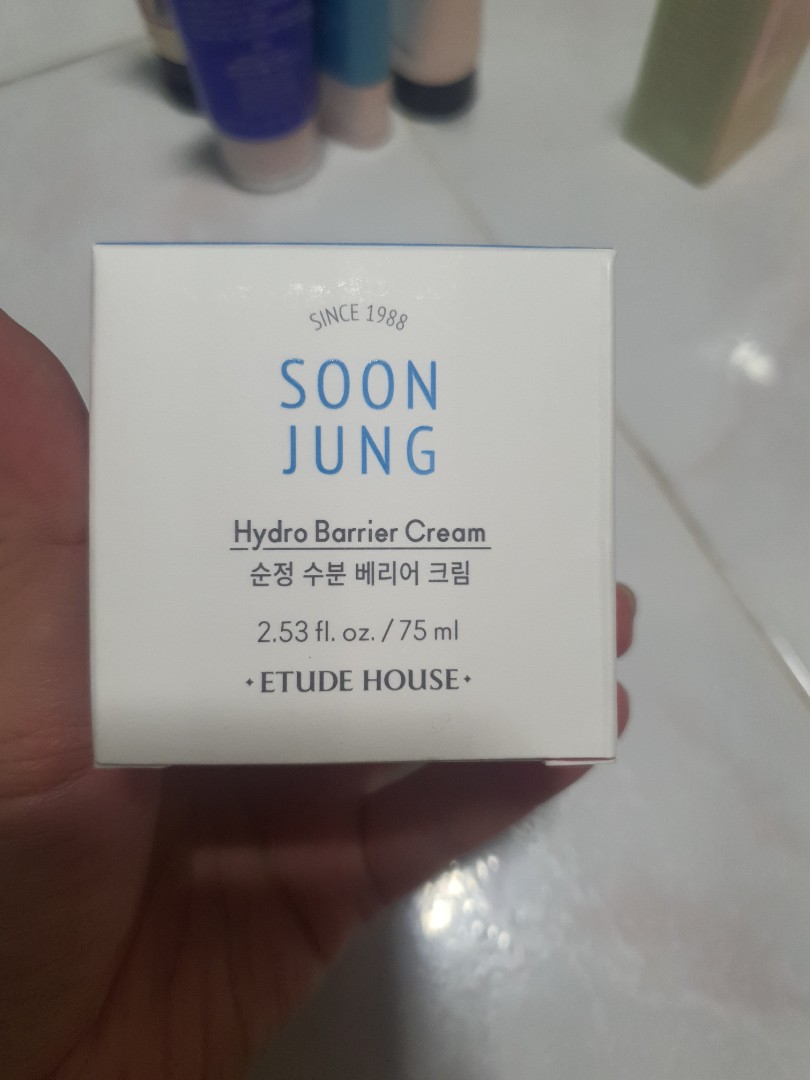 SINCE 1988
SOON
JUNG
Hydro Barrier Cream
순정 수분 베리어 크림
2.53 fl. oz. / 75 ml
ETUDE HOUSE